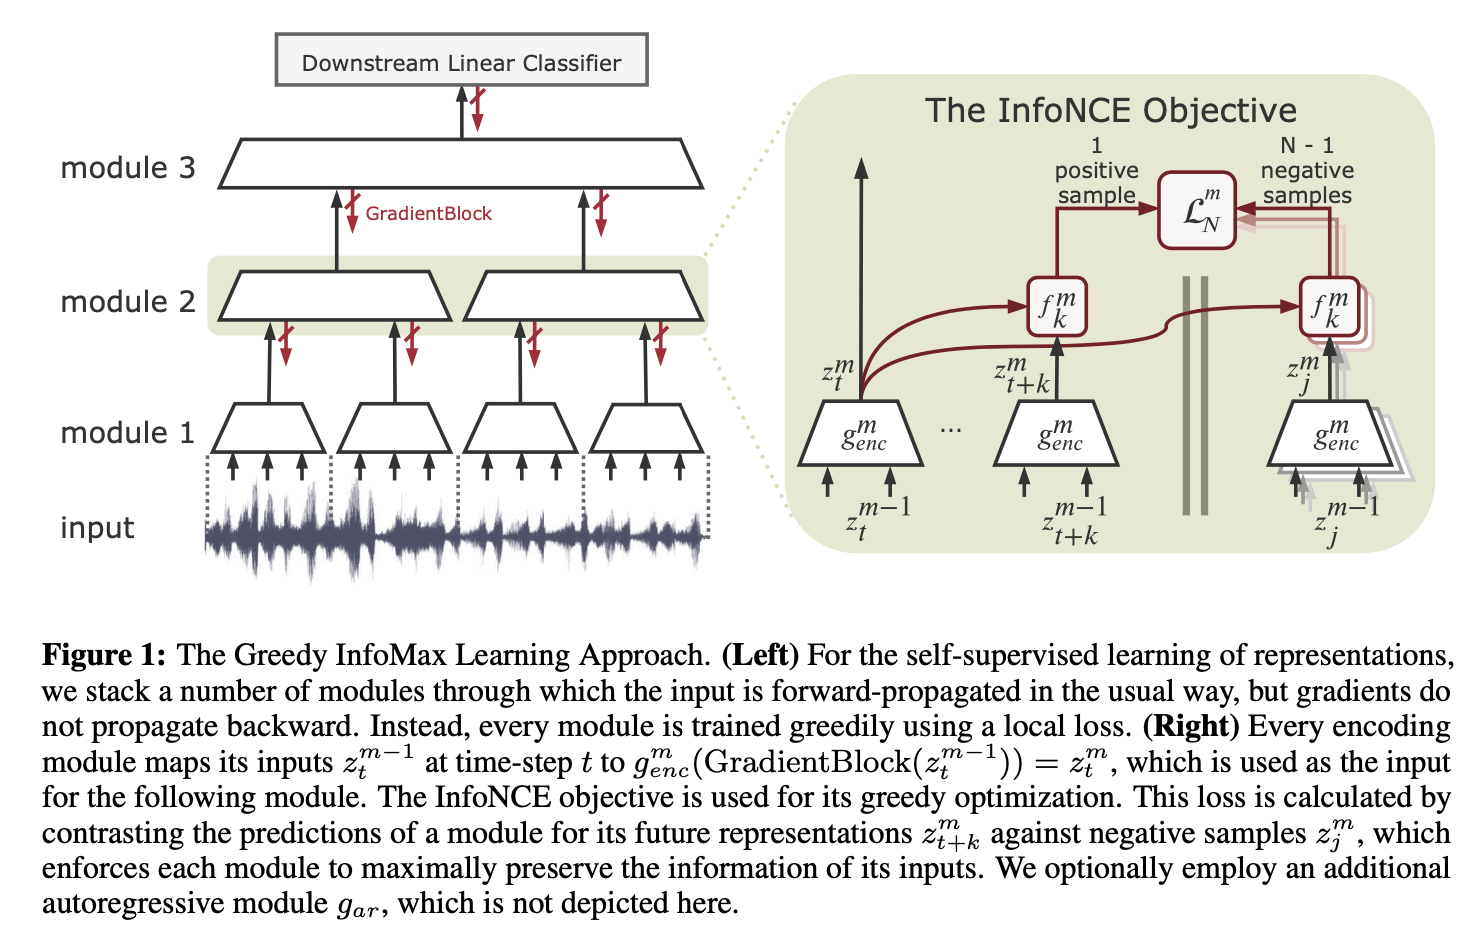 Downstream Linear Classifier
module 3
GradientBlock
module 2
module 1
input
The InfoNCE Objective
1
positive
sample
N - 1
negative
samples
$\mathcal{L}_N^m$
$f_k^m$
$f_k^m$
$z_t^m$
$z_{t+k}^m$
$z_j^m$
$g_{enc}^m$
...
$g_{enc}^m$
$g_{enc}^m$
$z_t^{m-1}$
$z_{t+k}^{m-1}$
$z_j^{m-1}$
Figure 1: The Greedy InfoMax Learning Approach. (Left) For the self-supervised learning of representations,
we stack a number of modules through which the input is forward-propagated in the usual way, but gradients do
not propagate backward. Instead, every module is trained greedily using a local loss. (Right) Every encoding
module maps its inputs $z_t^{m-1}$ at time-step $t$ to $g_{enc}^m(\text{GradientBlock}(z_t^{m-1})) = z_t^m$, which is used as the input
for the following module. The InfoNCE objective is used for its greedy optimization. This loss is calculated by
contrasting the predictions of a module for its future representations $z_{t+k}^m$ against negative samples $z_j^m$, which
enforces each module to maximally preserve the information of its inputs. We optionally employ an additional
autoregressive module $g_{ar}$, which is not depicted here.